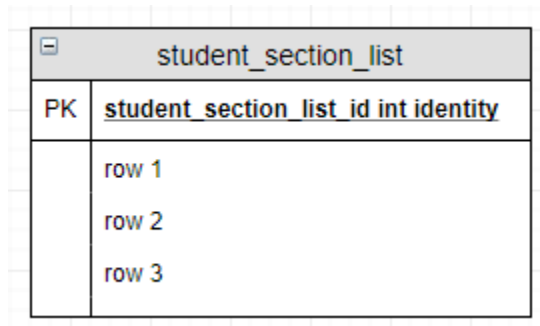 student_section_list
PK student_section_list_id int identity
row 1
row 2
row 3